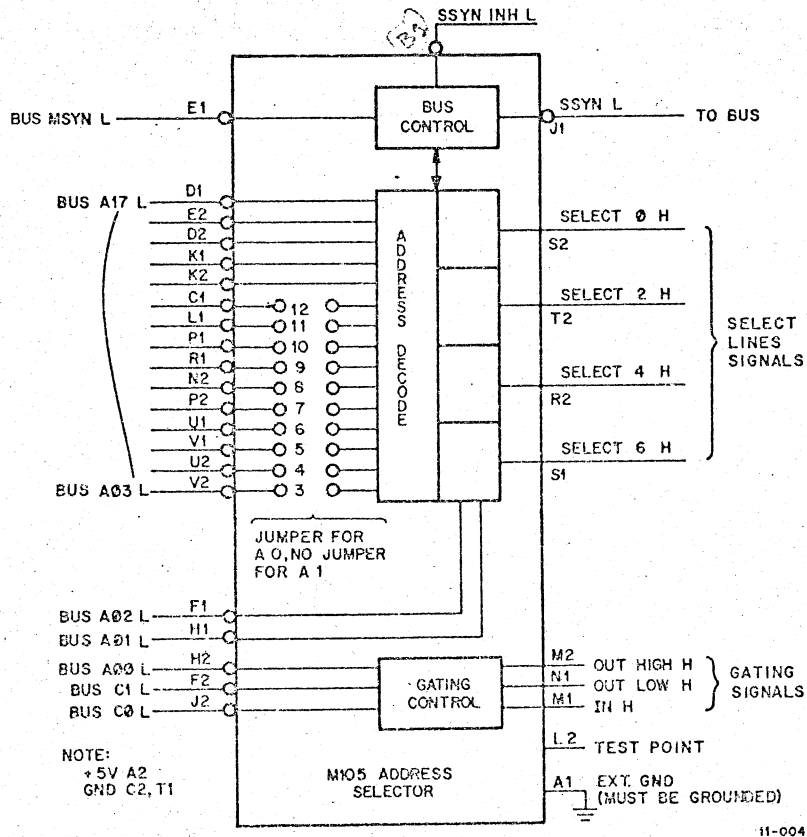 SSYN INH L
B2
E1
BUS MSYN L
BUS
CONTROL
SSYN L
J1
TO BUS
BUS A17 L
D1
E2
D2
K1
K2
C1
L1
P1
R1
N2
P2
U1
V1
U2
V2
BUS A03 L
12
11
10
9
8
7
6
5
4
3
ADDRESS DECODE
SELECT 0 H
S2
SELECT 2 H
T2
SELECT 4 H
R2
SELECT 6 H
S1
SELECT
LINES
SIGNALS
JUMPER FOR
A 0, NO JUMPER
FOR A 1
BUS A02 L
F1
BUS A01 L
H1
BUS A00 L
H2
BUS C1 L
F2
BUS C0 L
J2
GATING
CONTROL
M2
OUT HIGH H
N1
OUT LOW H
M1
IN H
GATING
SIGNALS
L2
TEST POINT
NOTE:
+5V A2
GND C2, T1
M105 ADDRESS
SELECTOR
A1
EXT. GND
(MUST BE GROUNDED)
11-004